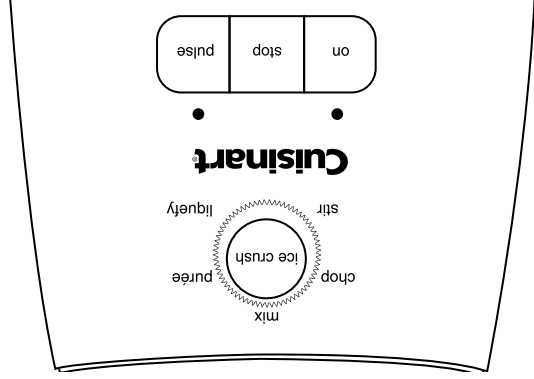 mix
chop
purée
ice crush
stir
liquefy
Cuisinart®
on
stop
pulse